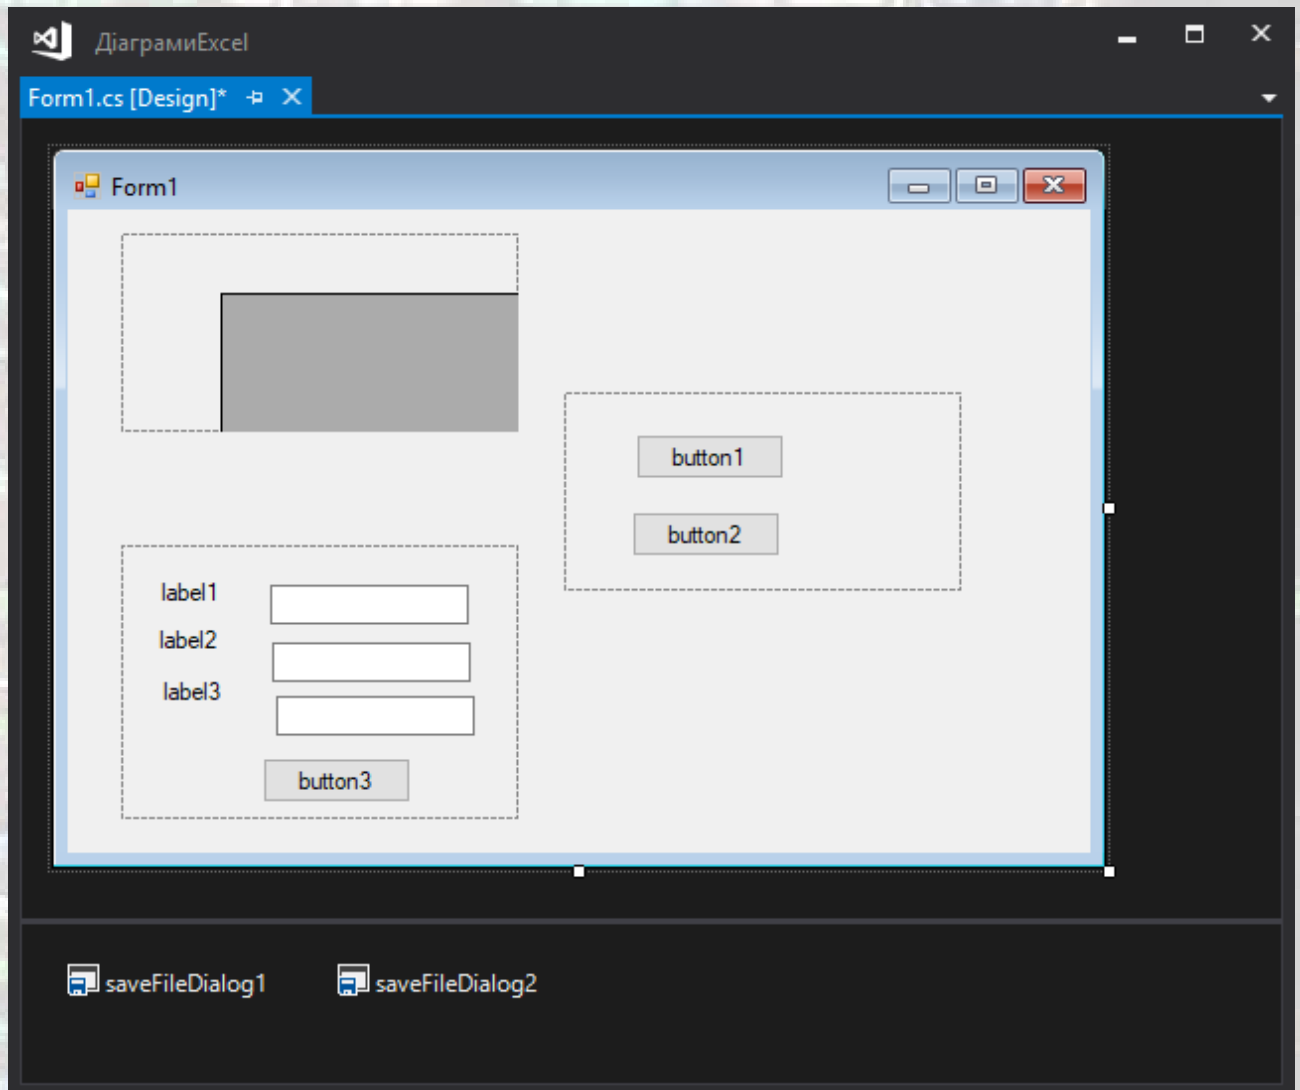 ДіаграмиExcel
Form1.cs [Design]*
Form1
button1
button2
label1
label2
label3
button3
saveFileDialog1
saveFileDialog2